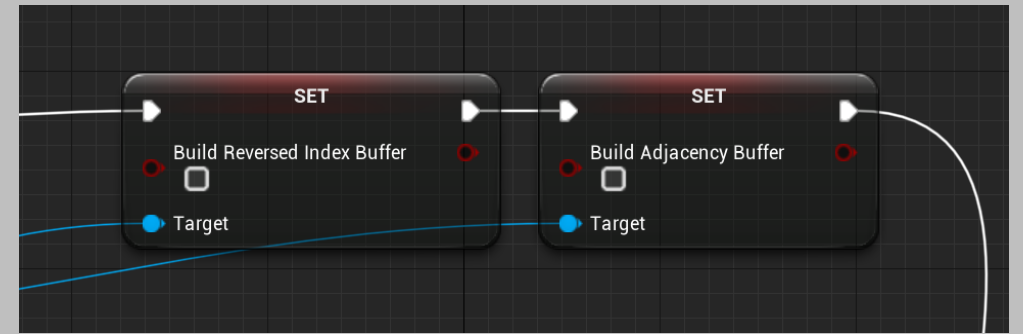 SET
Build Reversed Index Buffer
Target
SET
Build Adjacency Buffer
Target